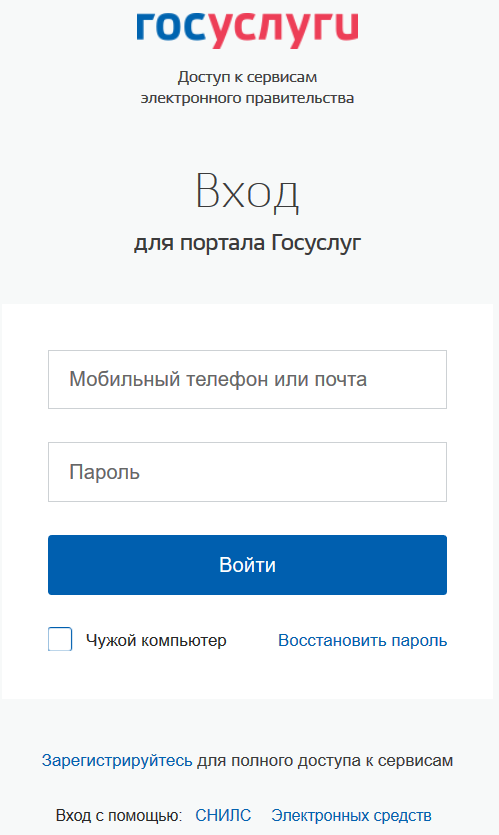 госуслуги
Доступ к сервисам
электронного правительства
Вход
для портала Госуслуг
Мобильный телефон или почта
Пароль
Войти
Чужой компьютер Восстановить пароль
Зарегистрируйтесь для полного доступа к сервисам
Вход с помощью: СНИЛС Электронных средств